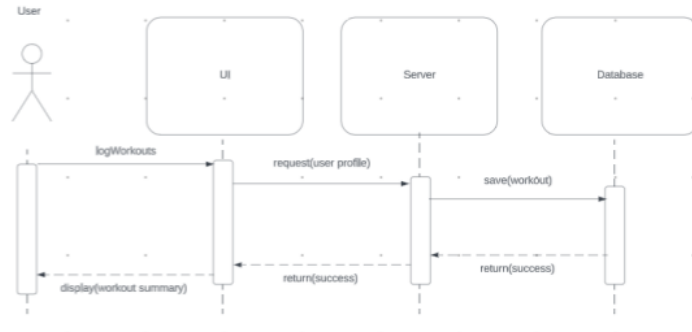 User
UI
Server
Database
logWorkouts
request(user profile)
save(workout)
return(success)
return(success)
display(workout summary)